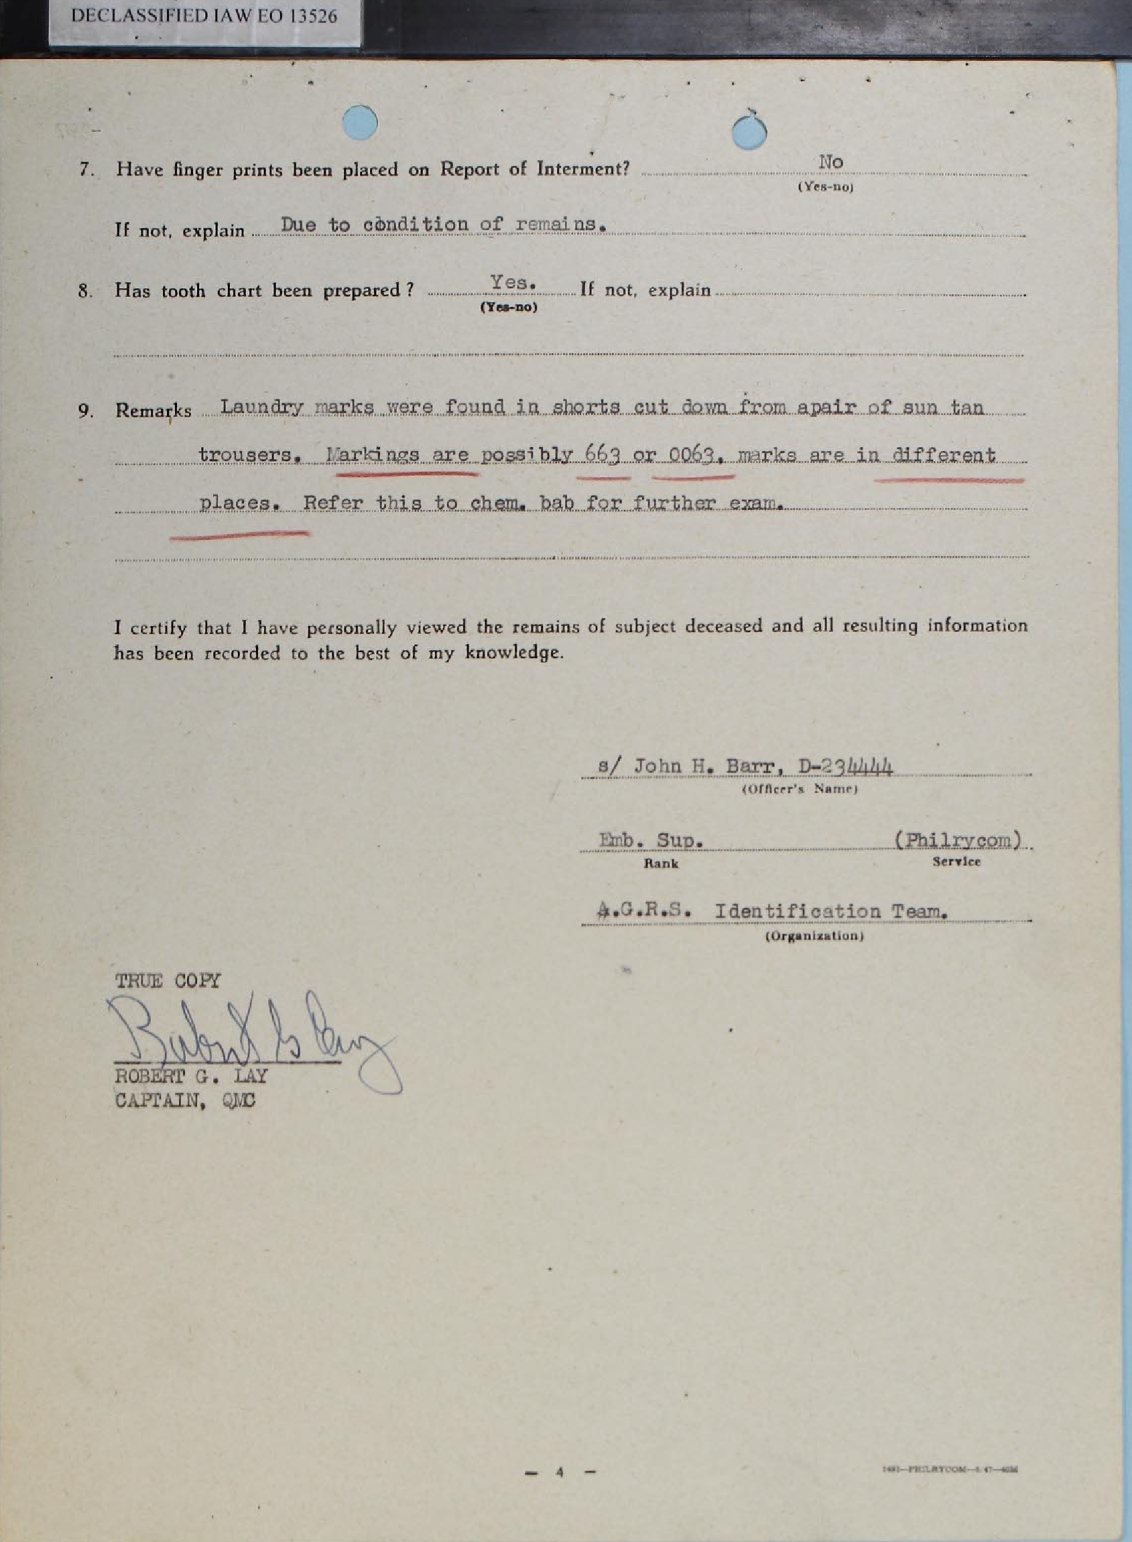 DECLASSIFIED IAW EO 13526
7. Have finger prints been placed on Report of Interment? No
(Yes-no)
If not, explain Due to condition of remains.
8. Has tooth chart been prepared? Yes. If not, explain
(Yes-no)
9. Remarks Laundry marks were found in shorts cut down from apair of sun tan
trousers. Markings are possibly 663 or 0063, marks are in different
places. Refer this to chem. bab for further exam.
I certify that I have personally viewed the remains of subject deceased and all resulting information
has been recorded to the best of my knowledge.
s/ John H. Barr, D-234444
(Officer's Name)
Emb. Sup. (Philrycom)
Rank Service
A.G.R.S. Identification Team.
(Organization)
TRUE COPY
ROBERT G. LAY
CAPTAIN, QMC
- 4 -